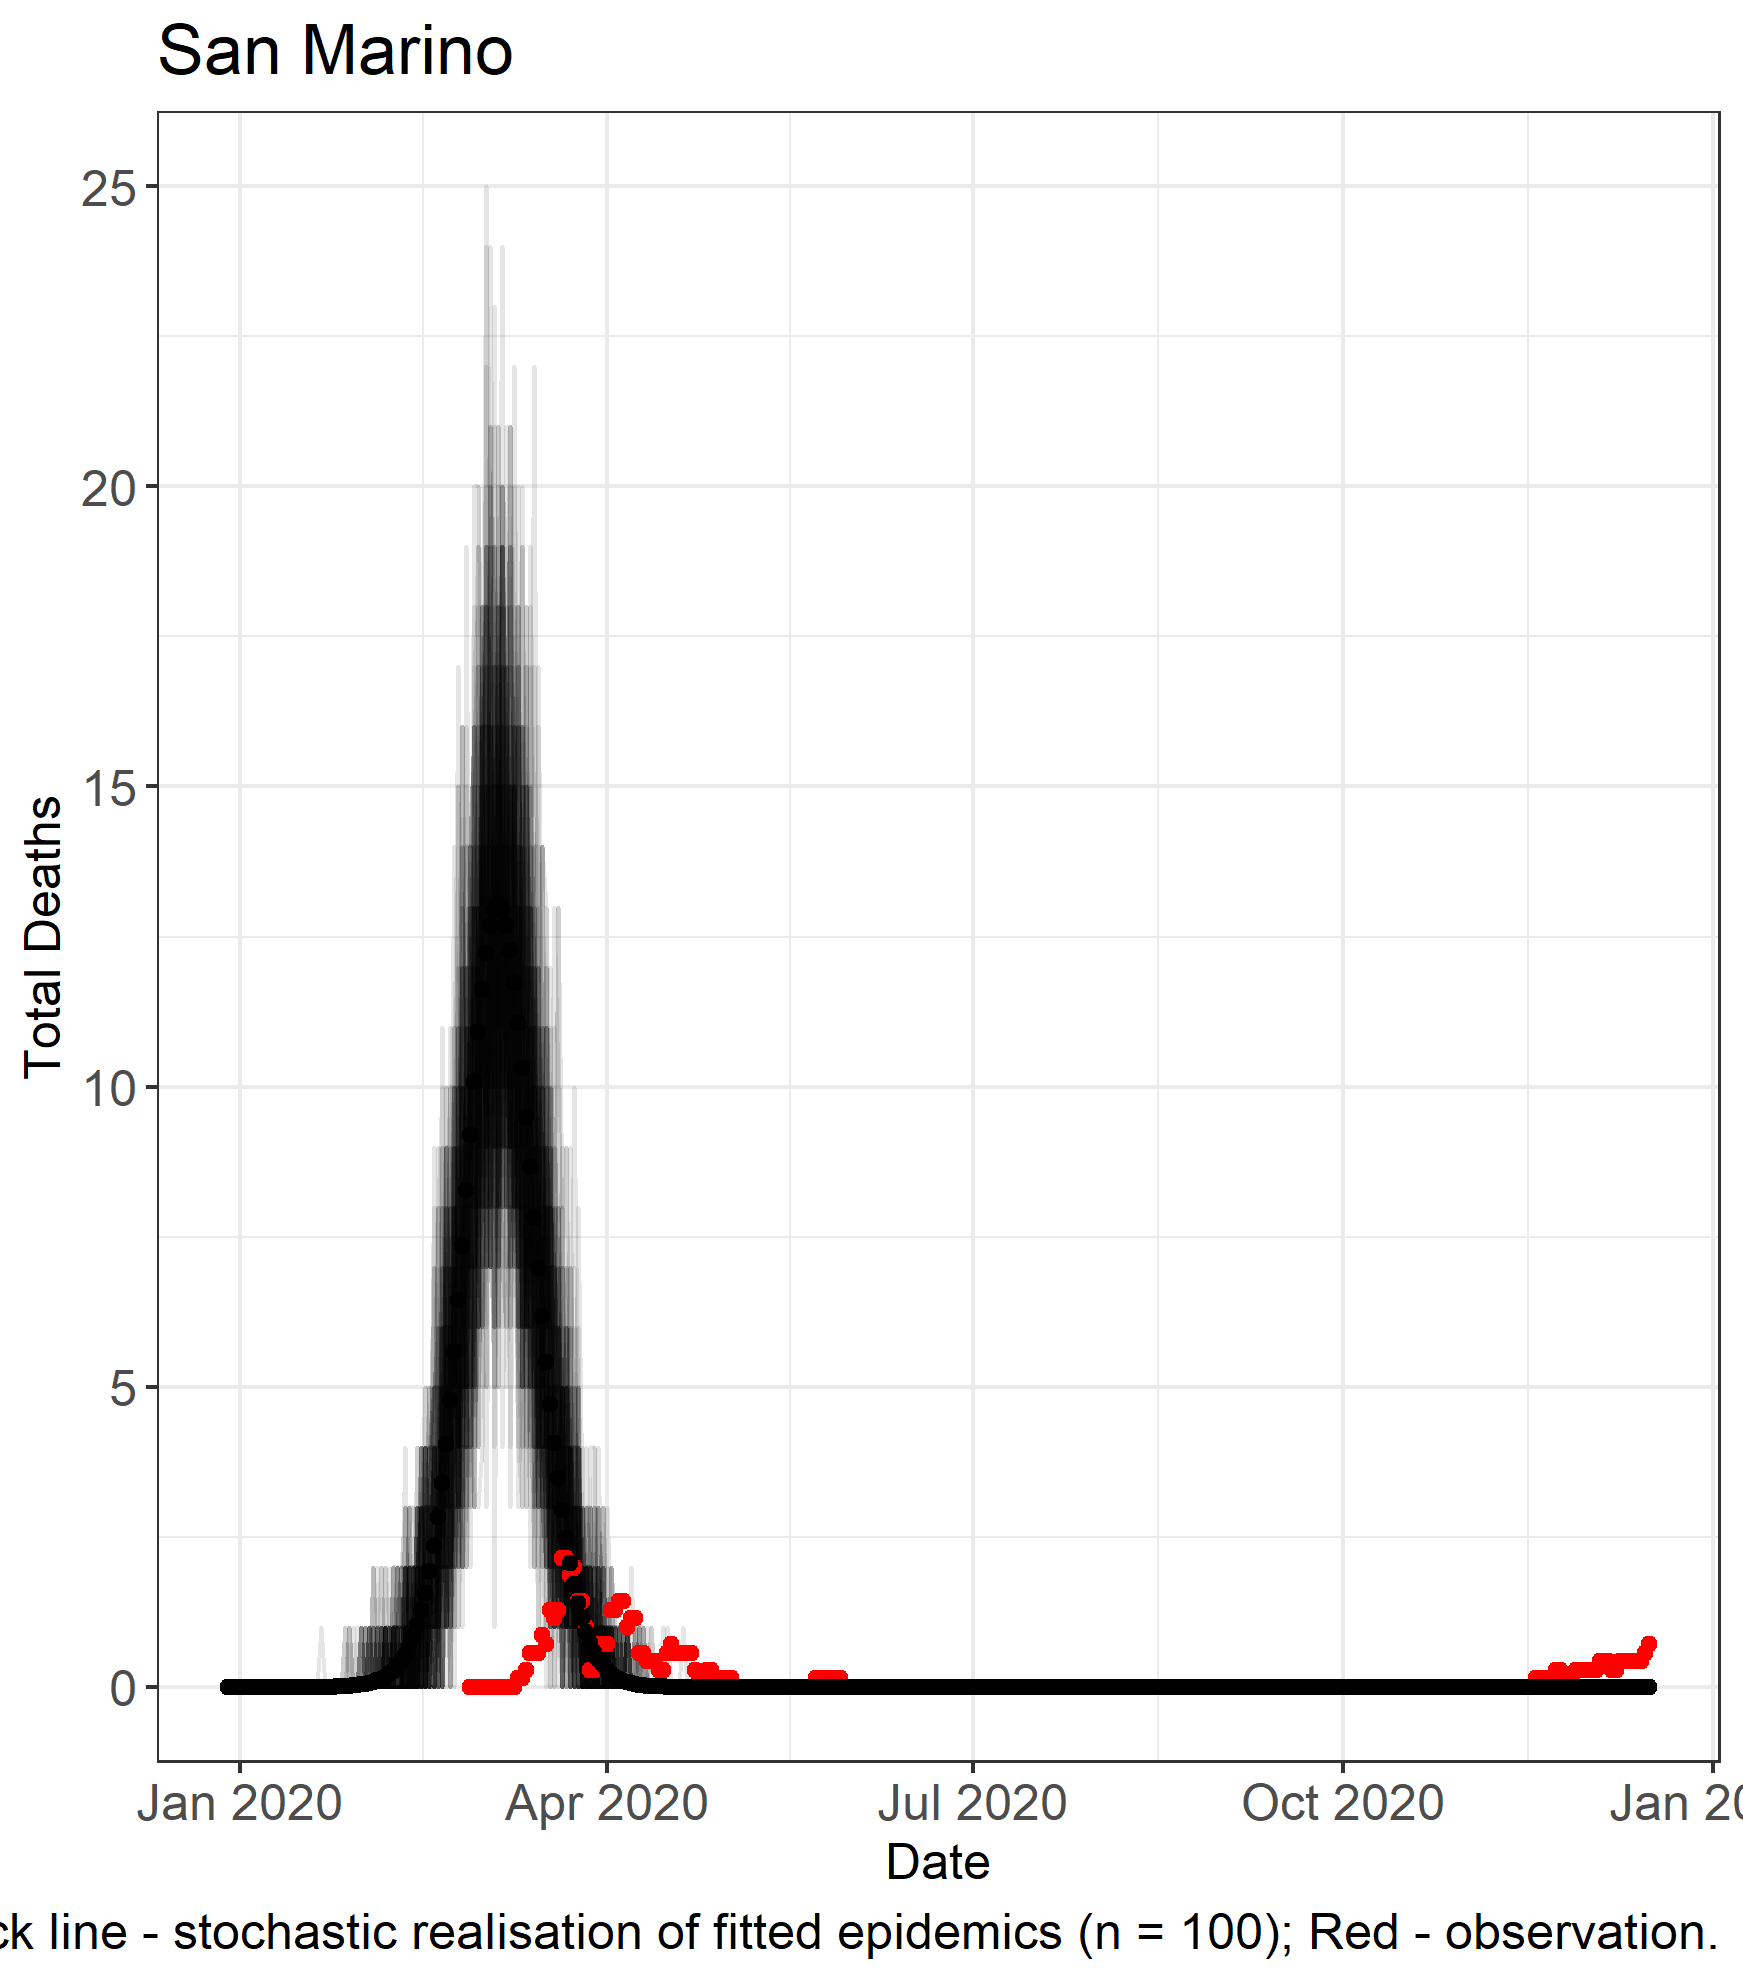 San Marino
25
20
15
10
5
0
Total Deaths
Jan 2020
Apr 2020
Jul 2020
Oct 2020
Jan
Date
line - stochastic realisation of fitted epidemics (n = 100); Red - observation.